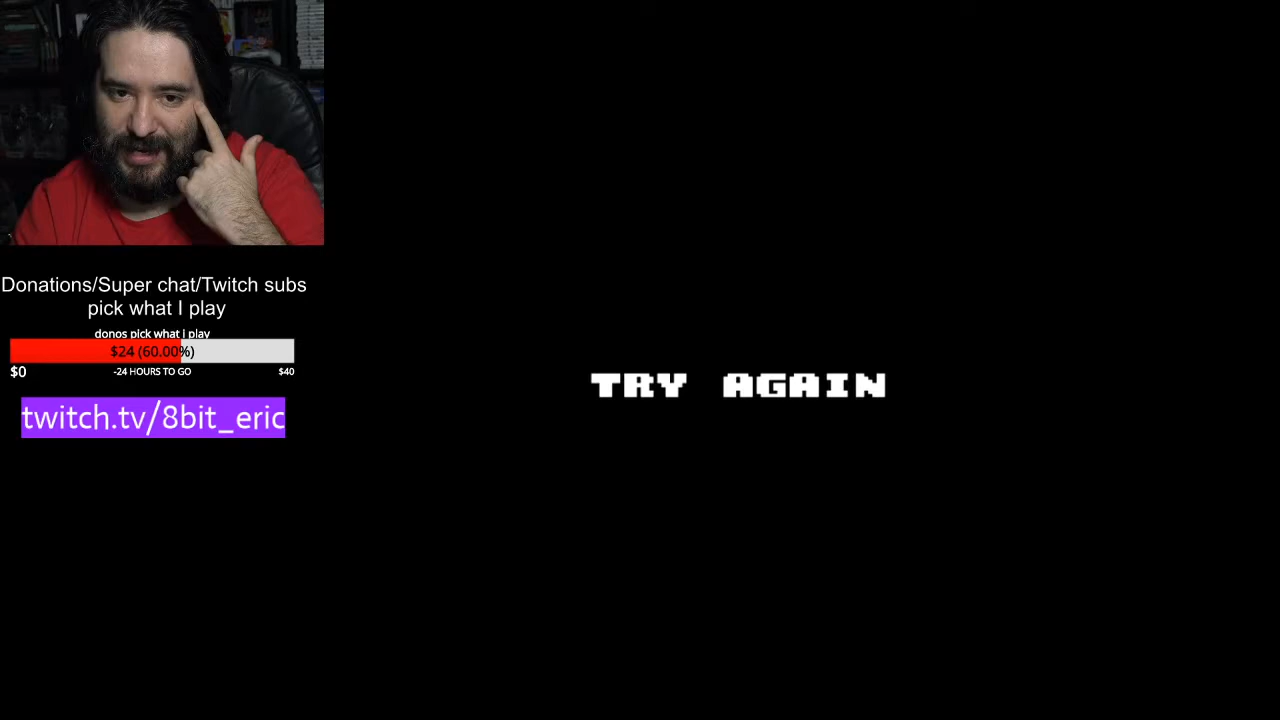 Donations/Super chat/Twitch subs
pick what I play
donos pick what i play
$24 (60.00%)
$0
-24 HOURS TO GO
$40
twitch.tv/8bit_eric
TRY AGAIN